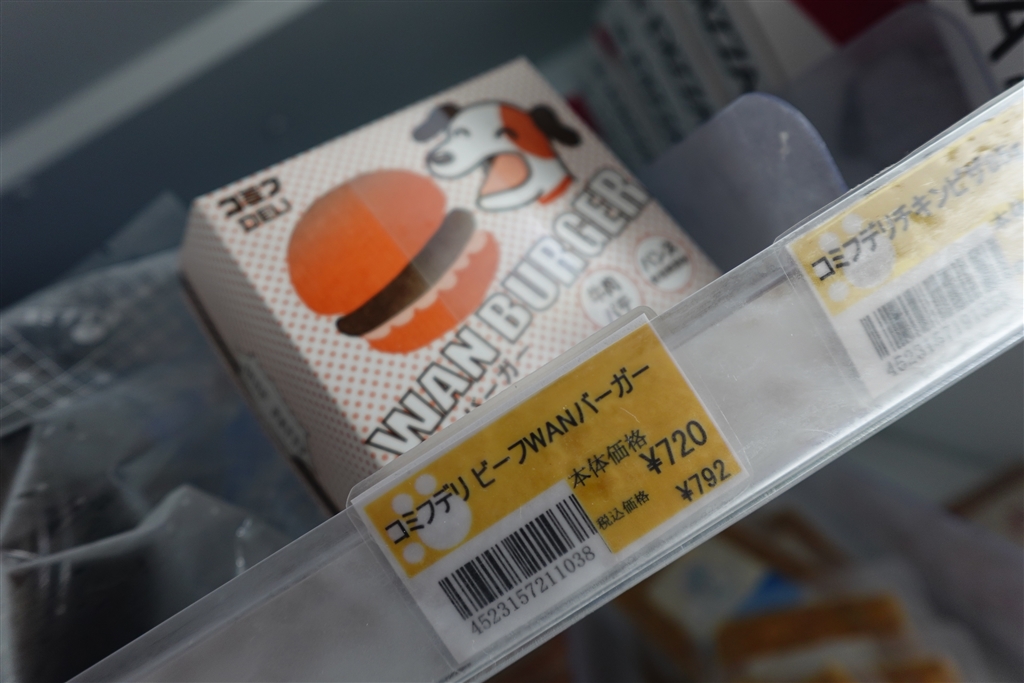 コミフ
DELI
WAN BURGER
バーガー
コミフデリ ビーフWANバーガー
本体価格 ¥720
税込価格 ¥792
4523157211038
コミフデリチキンピザ